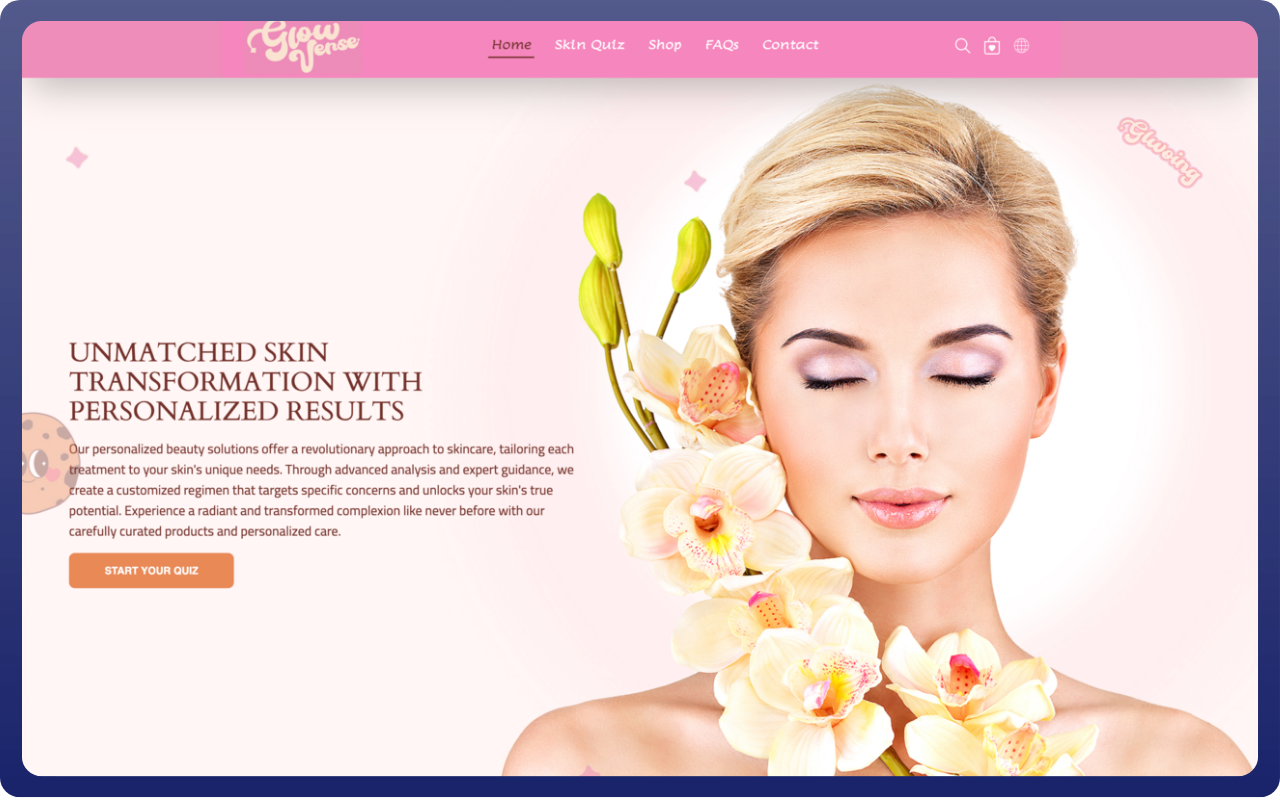 Glow
Verse
Home Skin Quiz Shop FAQs Contact
Glwoing
UNMATCHED SKIN
TRANSFORMATION WITH
PERSONALIZED RESULTS
Our personalized beauty solutions offer a revolutionary approach to skincare, tailoring each
treatment to your skin's unique needs. Through advanced analysis and expert guidance, we
create a customized regimen that targets specific concerns and unlocks your skin's true
potential. Experience a radiant and transformed complexion like never before with our
carefully curated products and personalized care.
START YOUR QUIZ